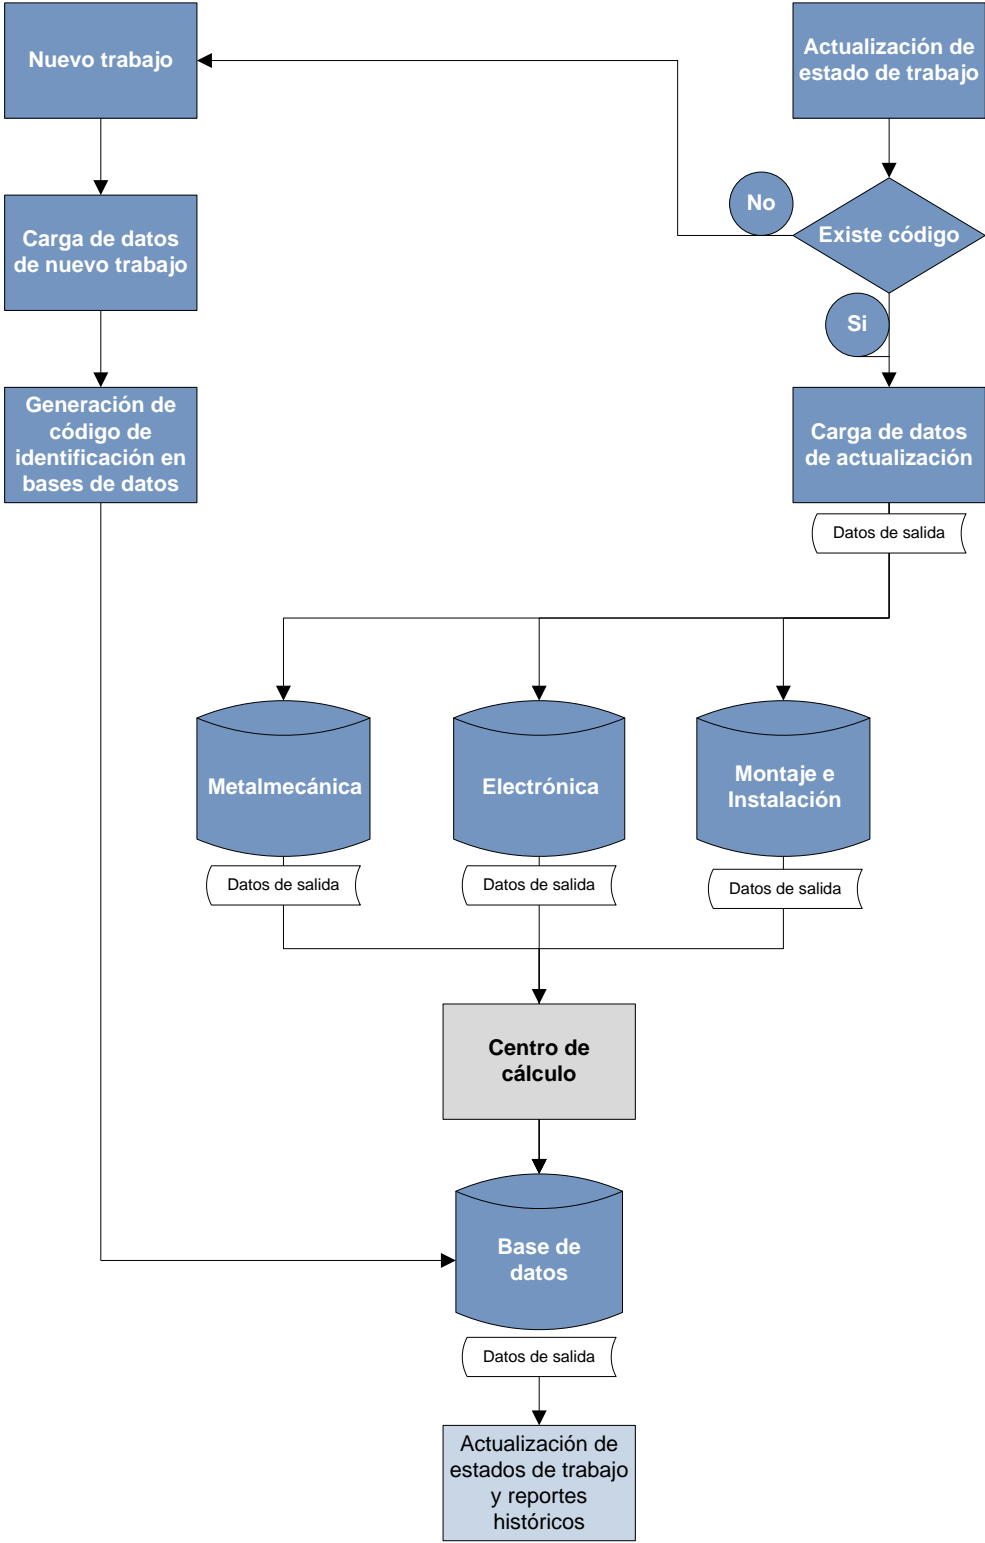 Nuevo trabajo
Actualización de
estado de trabajo
No
Existe código
Carga de datos
de nuevo trabajo
Si
Generación de
código de
identificación en
bases de datos
Carga de datos
de actualización
Datos de salida
Metalmecánica
Electrónica
Montaje e
Instalación
Datos de salida
Datos de salida
Datos de salida
Centro de
cálculo
Base de
datos
Datos de salida
Actualización de
estados de trabajo
y reportes
históricos